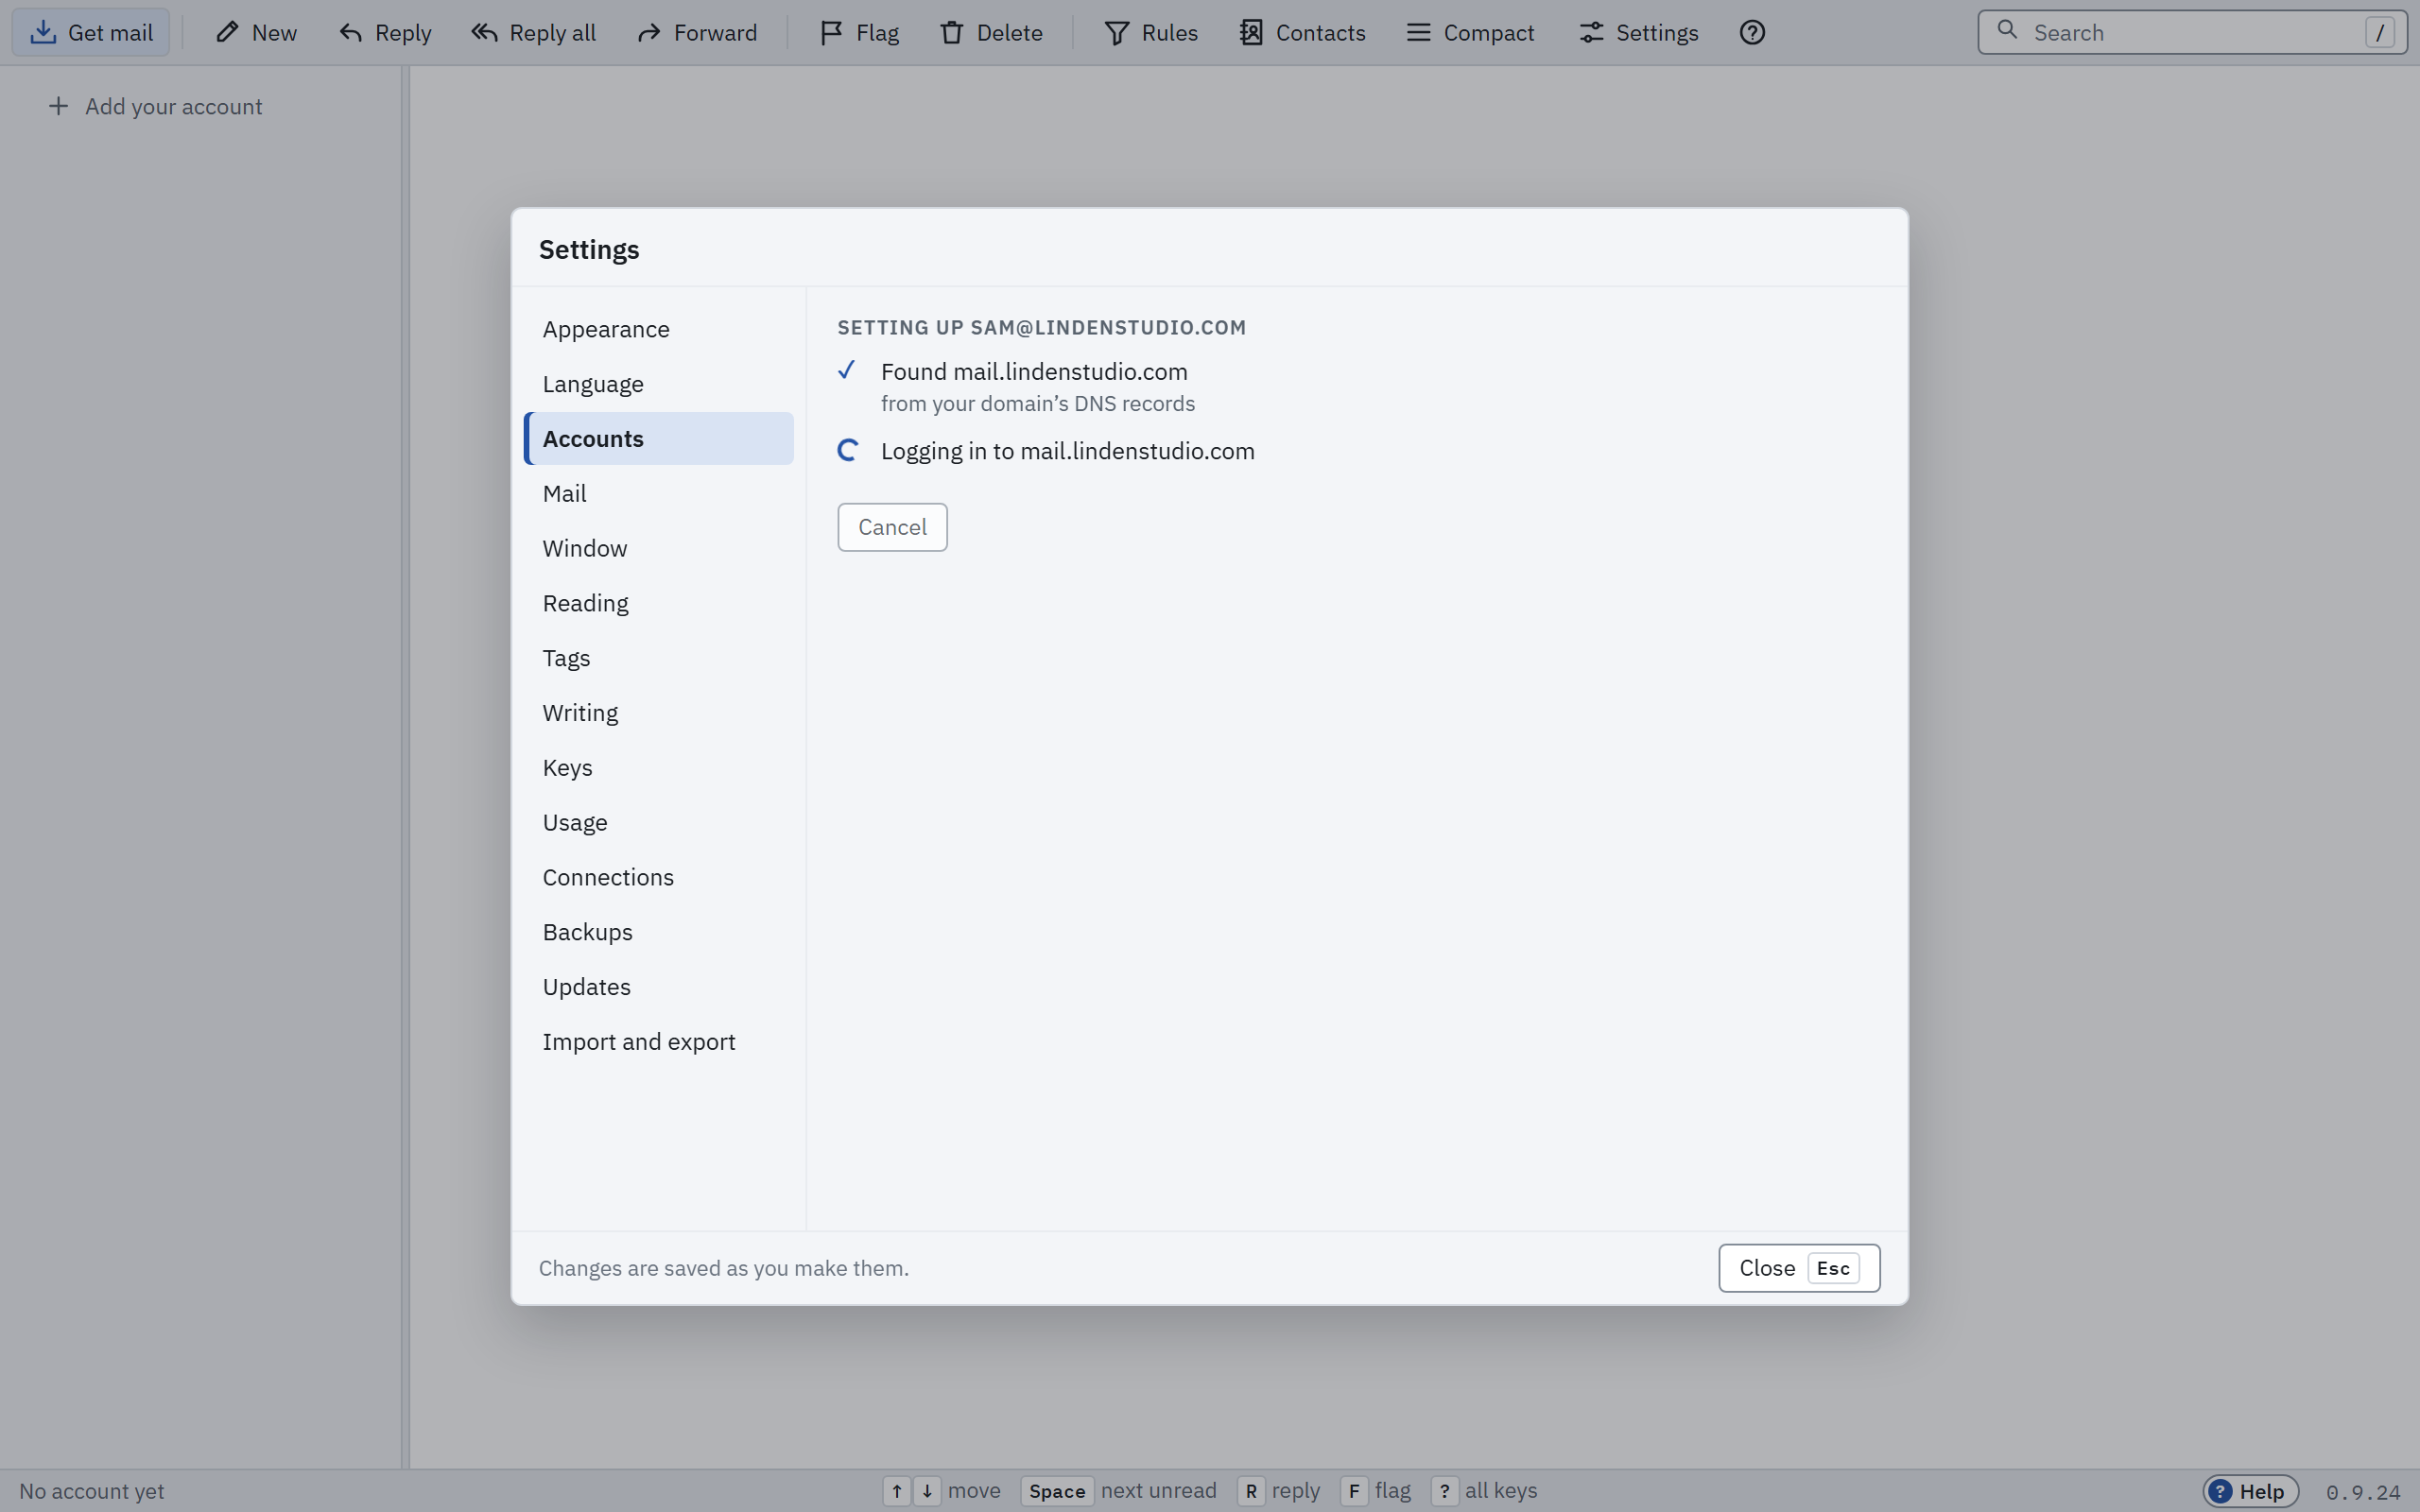 Get mail New Reply Reply all Forward Flag Delete Rules Contacts Compact Settings ? Search /
+ Add your account
Settings
Appearance
Language
Accounts
Mail
Window
Reading
Tags
Writing
Keys
Usage
Connections
Backups
Updates
Import and export
SETTING UP SAM@LINDENSTUDIO.COM
✓ Found mail.lindenstudio.com
from your domain’s DNS records
Logging in to mail.lindenstudio.com
Cancel
Changes are saved as you make them.
Close Esc
No account yet
↑ ↓ move Space next unread R reply F flag ? all keys
? Help 0.9.24